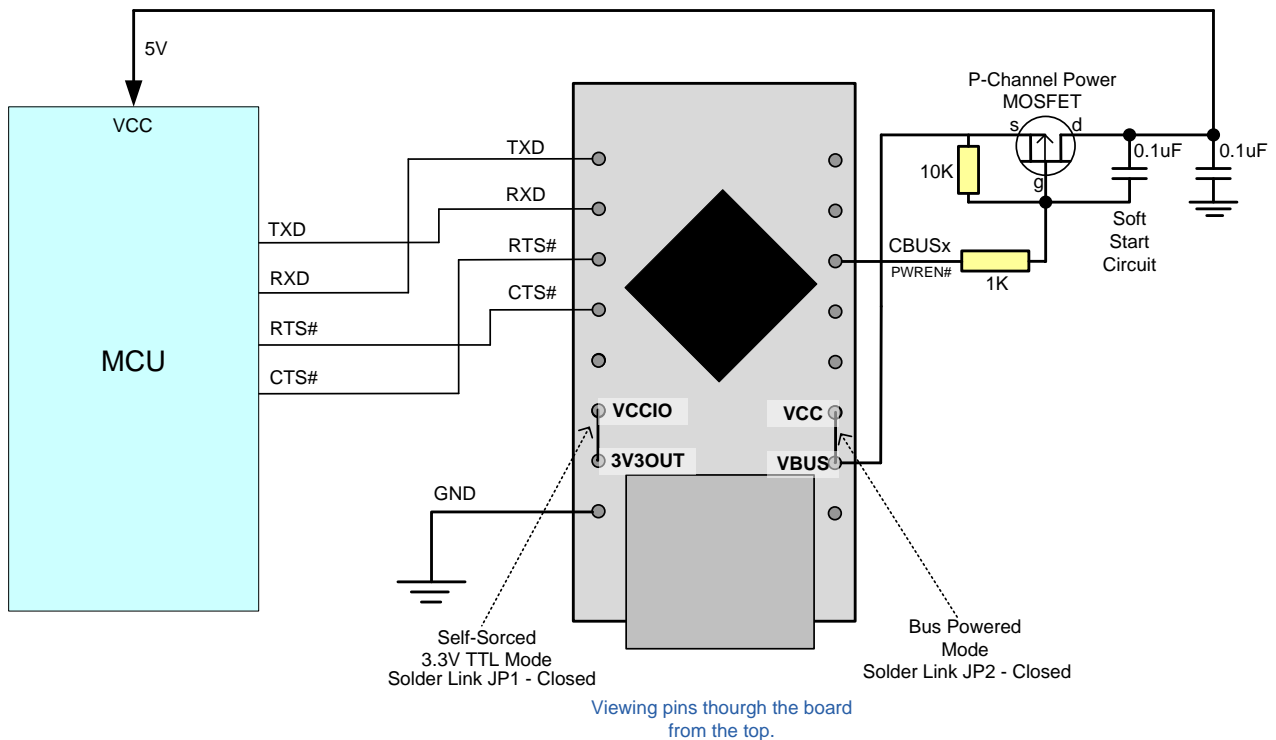 5V
P-Channel Power
MOSFET
VCC
s
d
TXD
0.1uF
0.1uF
10K
g
RXD
Soft
Start
Circuit
TXD
RTS#
CBUSx
PWREN#
1K
RXD
CTS#
RTS#
MCU
CTS#
VCCIO
VCC
3V3OUT
VBUS
GND
Self-Sorced
3.3V TTL Mode
Solder Link JP1 - Closed
Bus Powered
Mode
Solder Link JP2 - Closed
Viewing pins thourgh the board
from the top.